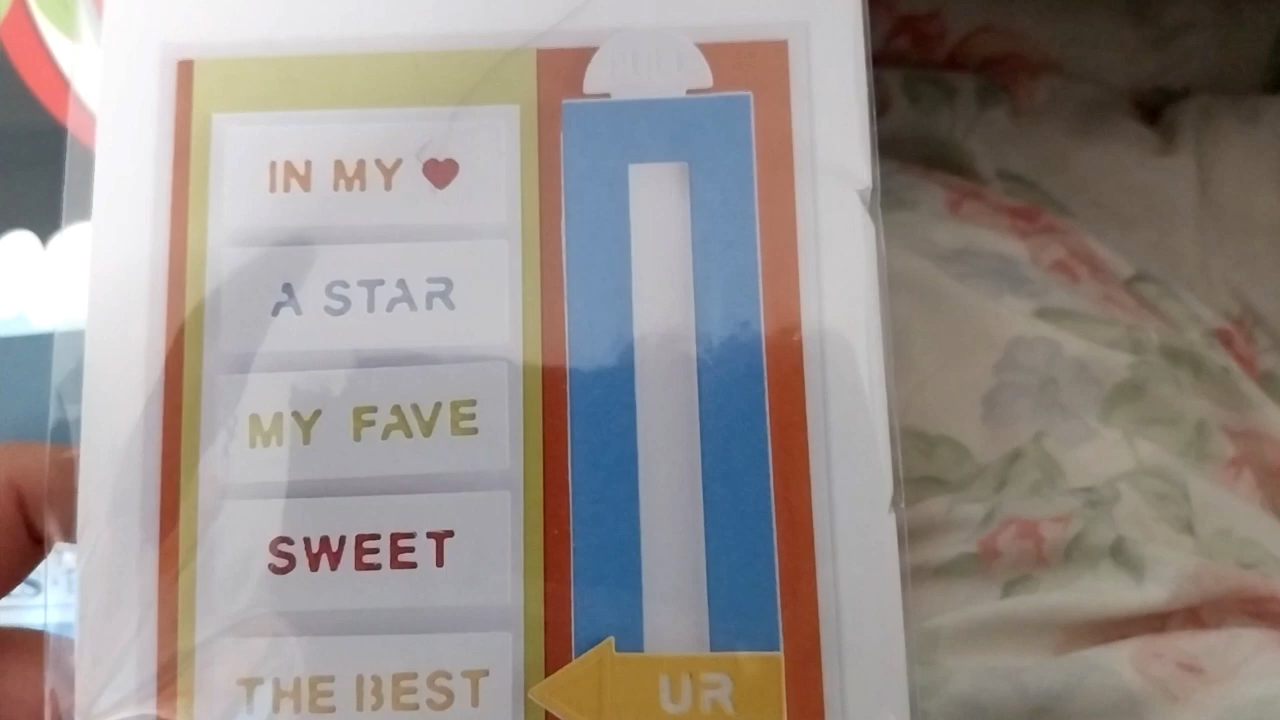 IN MY ♥
A STAR
MY FAVE
SWEET
THE BEST
UR